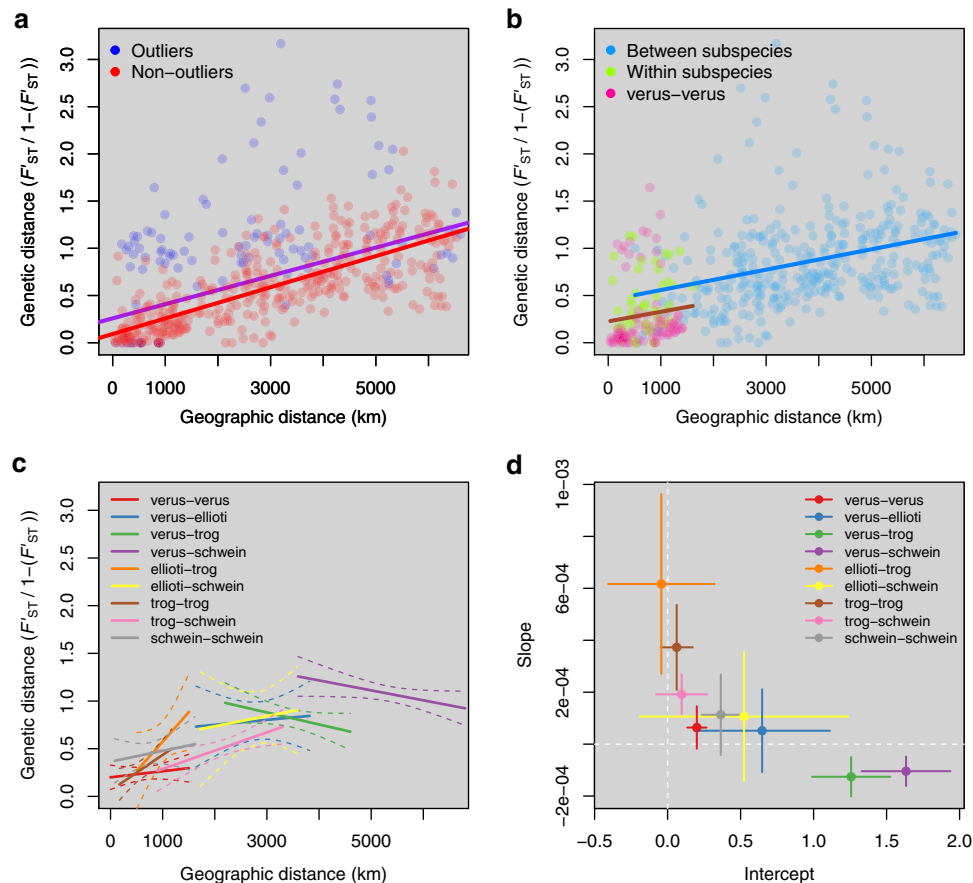 a
Genetic distance (F'ST / 1−(F'ST ))
3.0
2.5
2.0
1.5
1.0
0.5
0.0
Outliers
Non−outliers
0 1000 3000 5000
Geographic distance (km)
b
Genetic distance (F'ST / 1−(F'ST ))
3.0
2.5
2.0
1.5
1.0
0.5
0.0
Between subspecies
Within subspecies
verus−verus
0 1000 3000 5000
Geographic distance (km)
c
Genetic distance (F'ST / 1−(F'ST ))
3.0
2.5
2.0
1.5
1.0
0.5
0.0
verus−verus
verus−ellioti
verus−trog
verus−schwein
ellioti−trog
ellioti−schwein
trog−trog
trog−schwein
schwein−schwein
0 1000 3000 5000
Geographic distance (km)
d
Slope
1e−03
6e−04
2e−04
−2e−04
verus−verus
verus−ellioti
verus−trog
verus−schwein
ellioti−trog
ellioti−schwein
trog−trog
trog−schwein
schwein−schwein
−0.5 0.0 0.5 1.0 1.5 2.0
Intercept